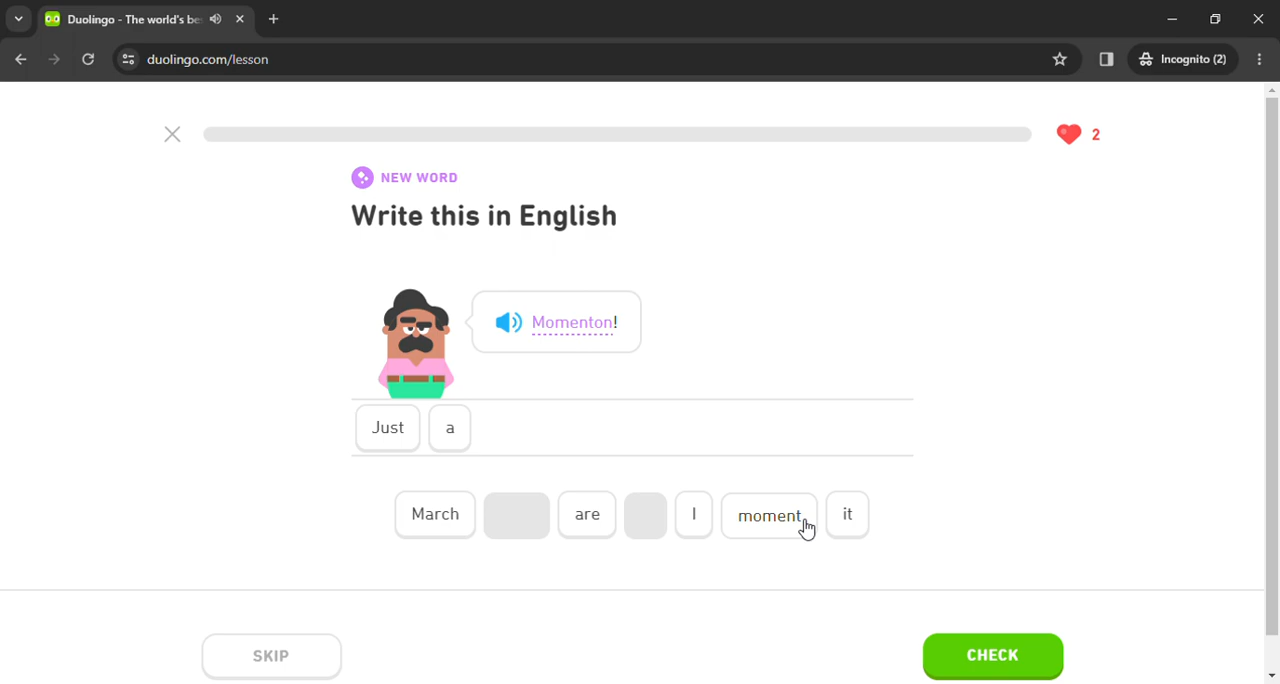 Duolingo - The world's be
duolingo.com/lesson
Incognito (2)
2
NEW WORD
Write this in English
Momenton!
Just a
March are I moment it
SKIP CHECK